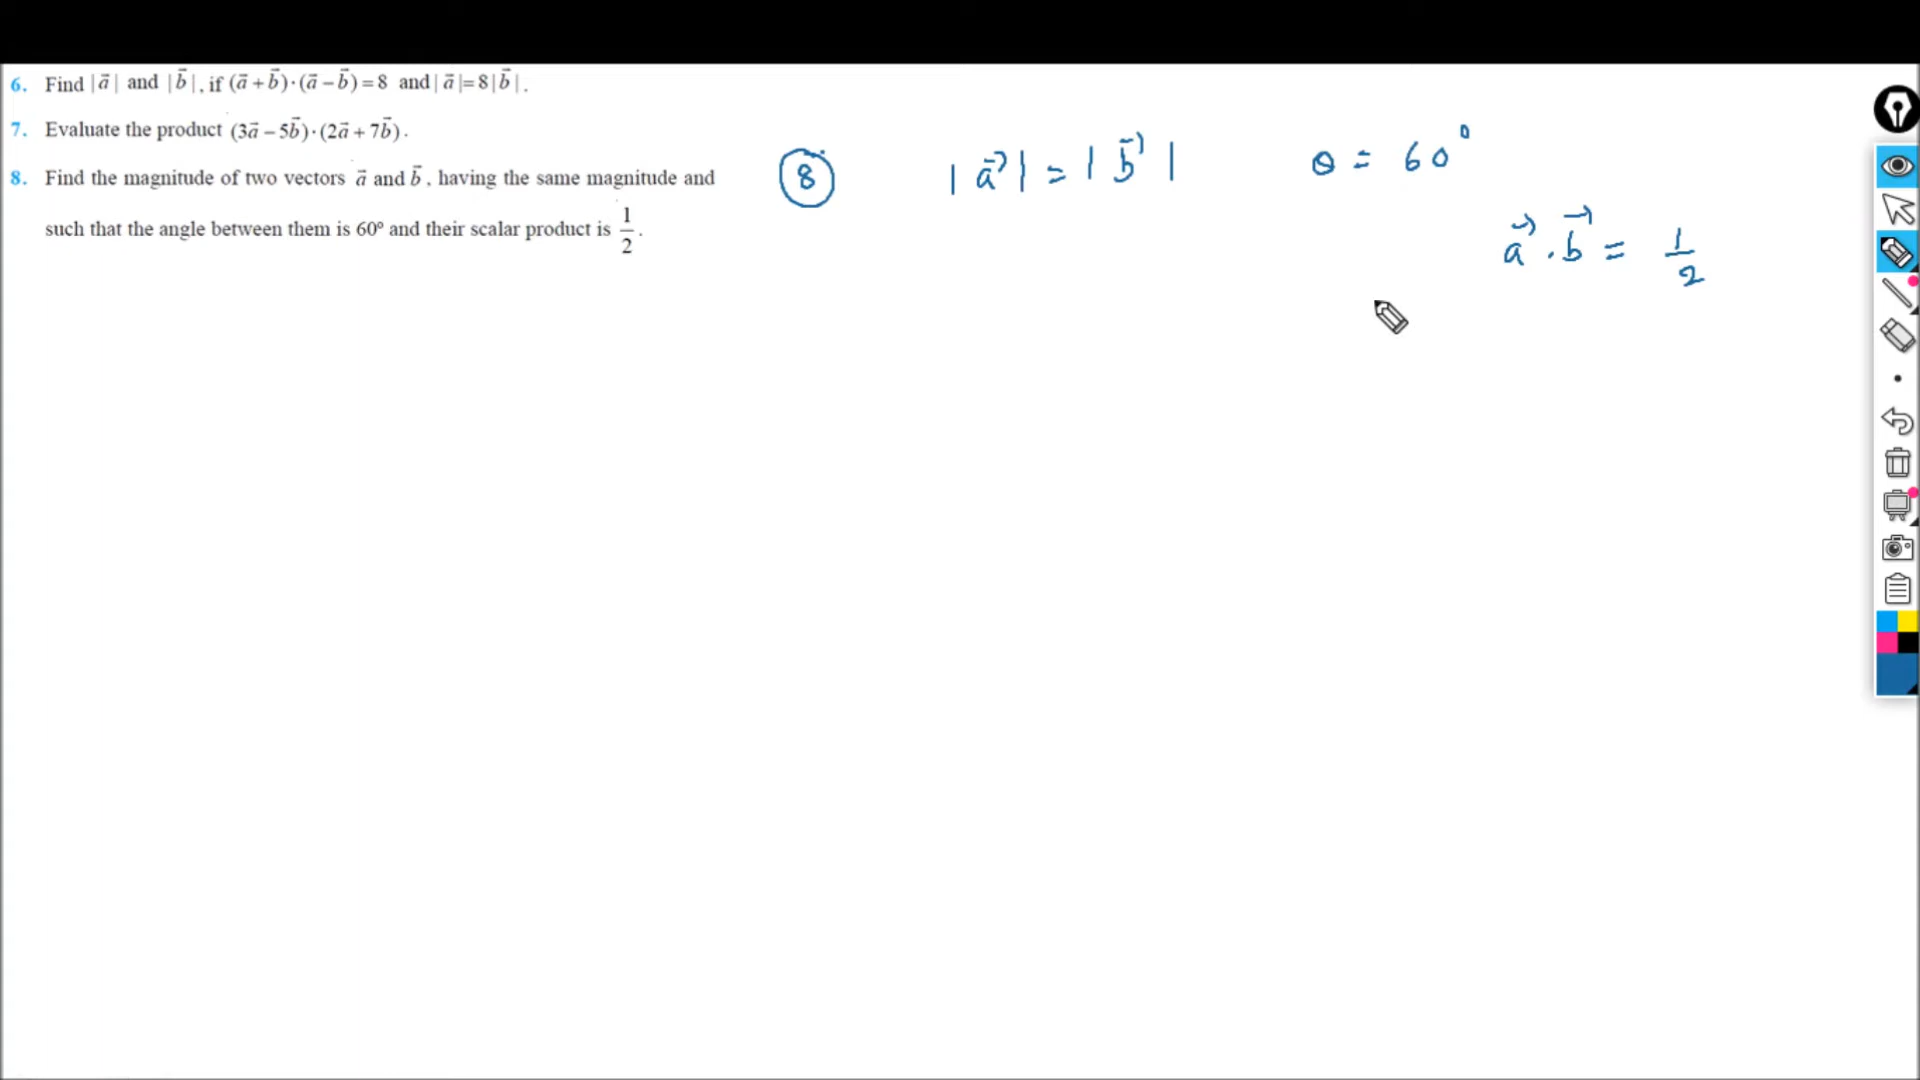 6. Find |a⃗| and |b⃗|, if (a⃗ + b⃗)·(a⃗ − b⃗) = 8 and |a⃗| = 8|b⃗|.
7. Evaluate the product (3a⃗ − 5b⃗)·(2a⃗ + 7b⃗).
8. Find the magnitude of two vectors a⃗ and b⃗, having the same magnitude and
such that the angle between them is 60° and their scalar product is 1/2.
8 |a⃗| = |b⃗| θ = 60°
a⃗ . b⃗ = 1/2